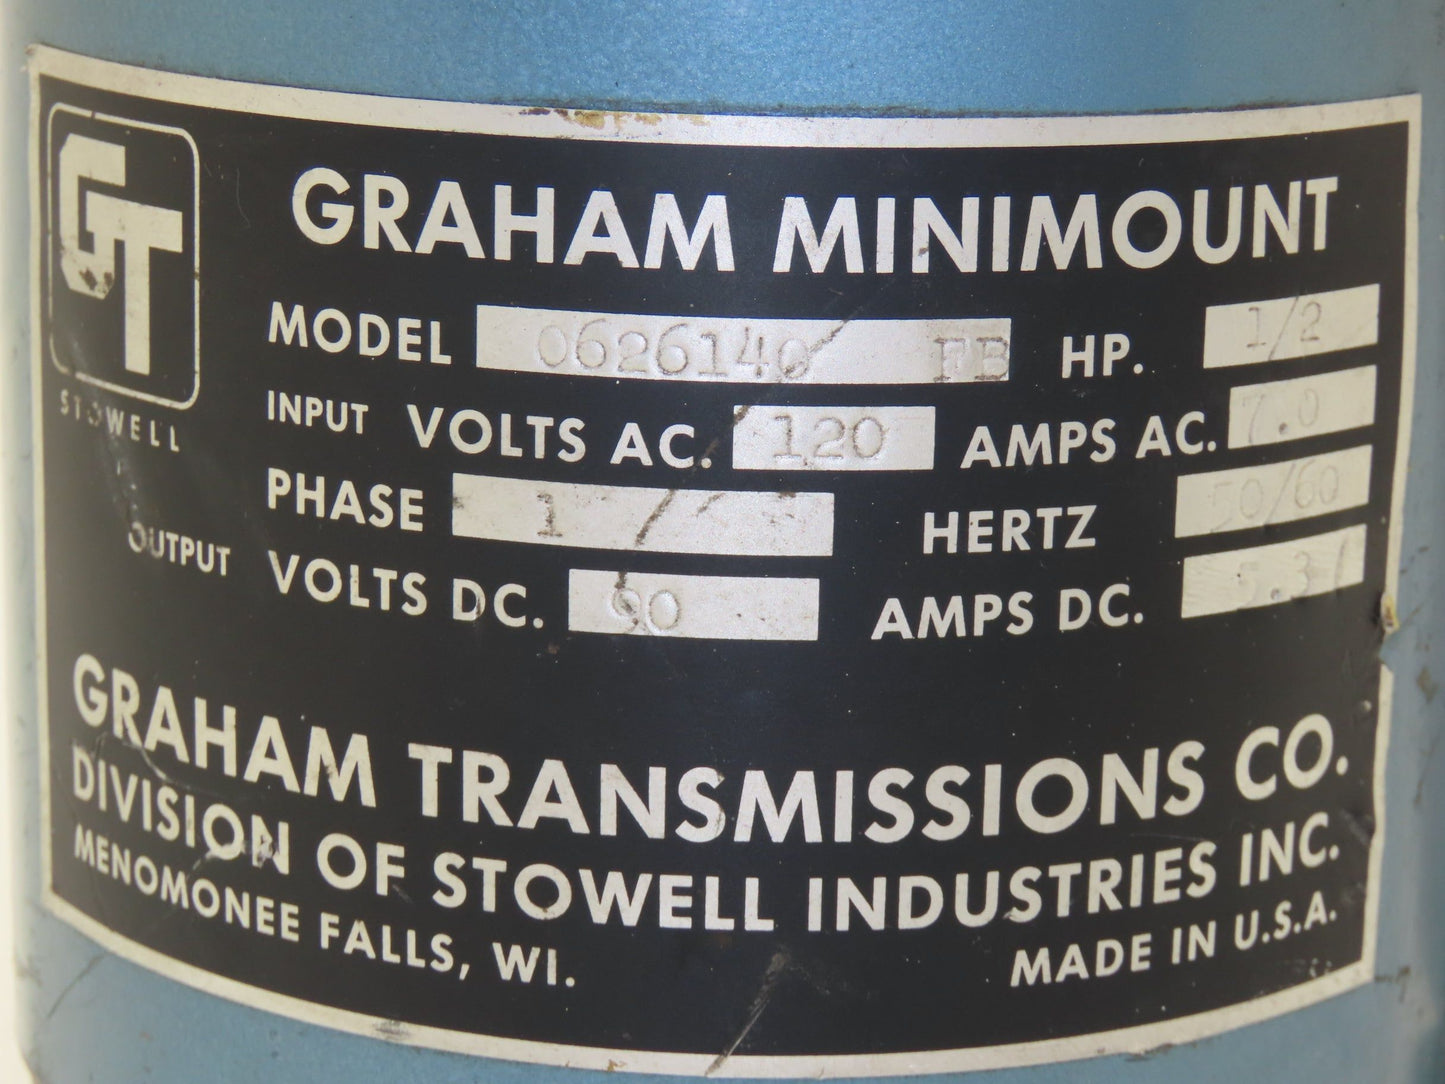 GT
STOWELL
GRAHAM MINIMOUNT
MODEL 0626140 FB HP. 1/2
INPUT VOLTS AC. 120 AMPS AC. 7.0
PHASE 1 HERTZ 50/60
OUTPUT VOLTS DC. 90 AMPS DC. 5.3
GRAHAM TRANSMISSIONS CO.
DIVISION OF STOWELL INDUSTRIES INC.
MENOMONEE FALLS, WI. MADE IN U.S.A.